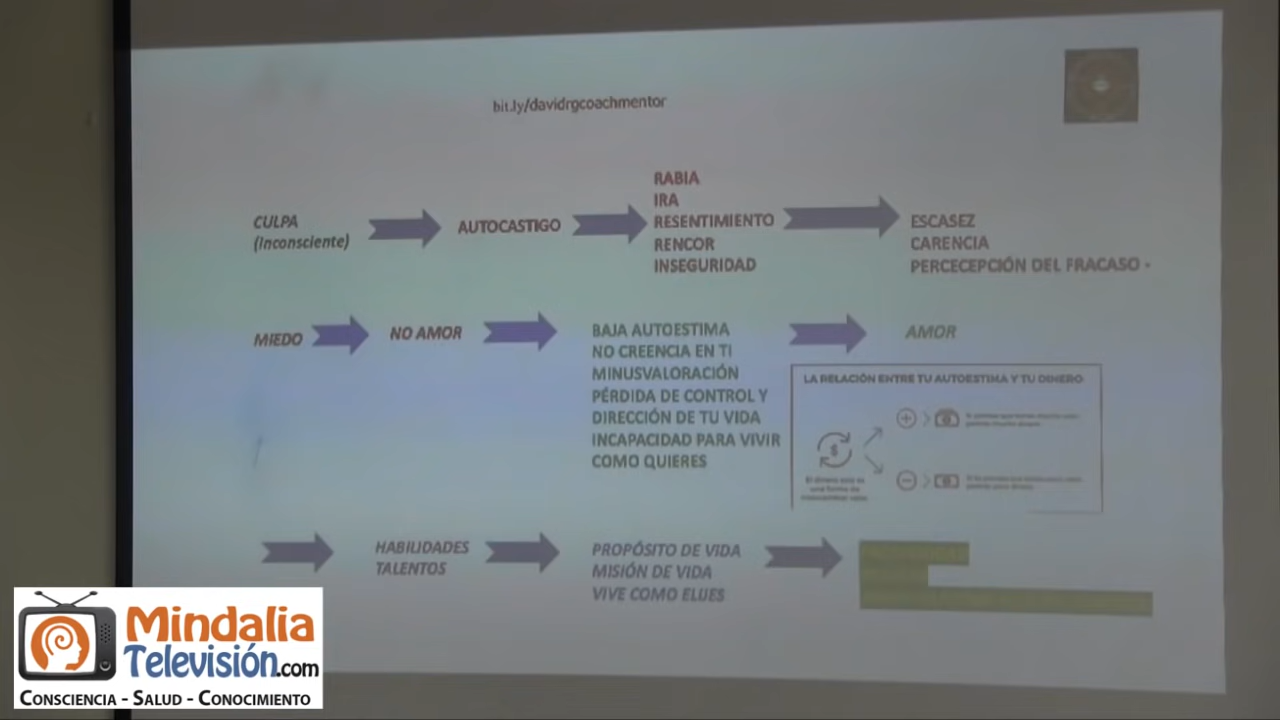 bit.ly/davidrgcoachmentor
CULPA
(Inconsciente)
AUTOCASTIGO
RABIA
IRA
RESENTIMIENTO
RENCOR
INSEGURIDAD
ESCASEZ
CARENCIA
PERCECEPCIÓN DEL FRACASO -
MIEDO
NO AMOR
BAJA AUTOESTIMA
NO CREENCIA EN TI
MINUSVALORACIÓN
PÉRDIDA DE CONTROL Y
DIRECCIÓN DE TU VIDA
INCAPACIDAD PARA VIVIR
COMO QUIERES
AMOR
LA RELACIÓN ENTRE TU AUTOESTIMA Y TU DINERO
$
HABILIDADES
TALENTOS
PROPÓSITO DE VIDA
MISIÓN DE VIDA
VIVE COMO ELIJES
Mindalia
Televisión.com
CONSCIENCIA - SALUD - CONOCIMIENTO